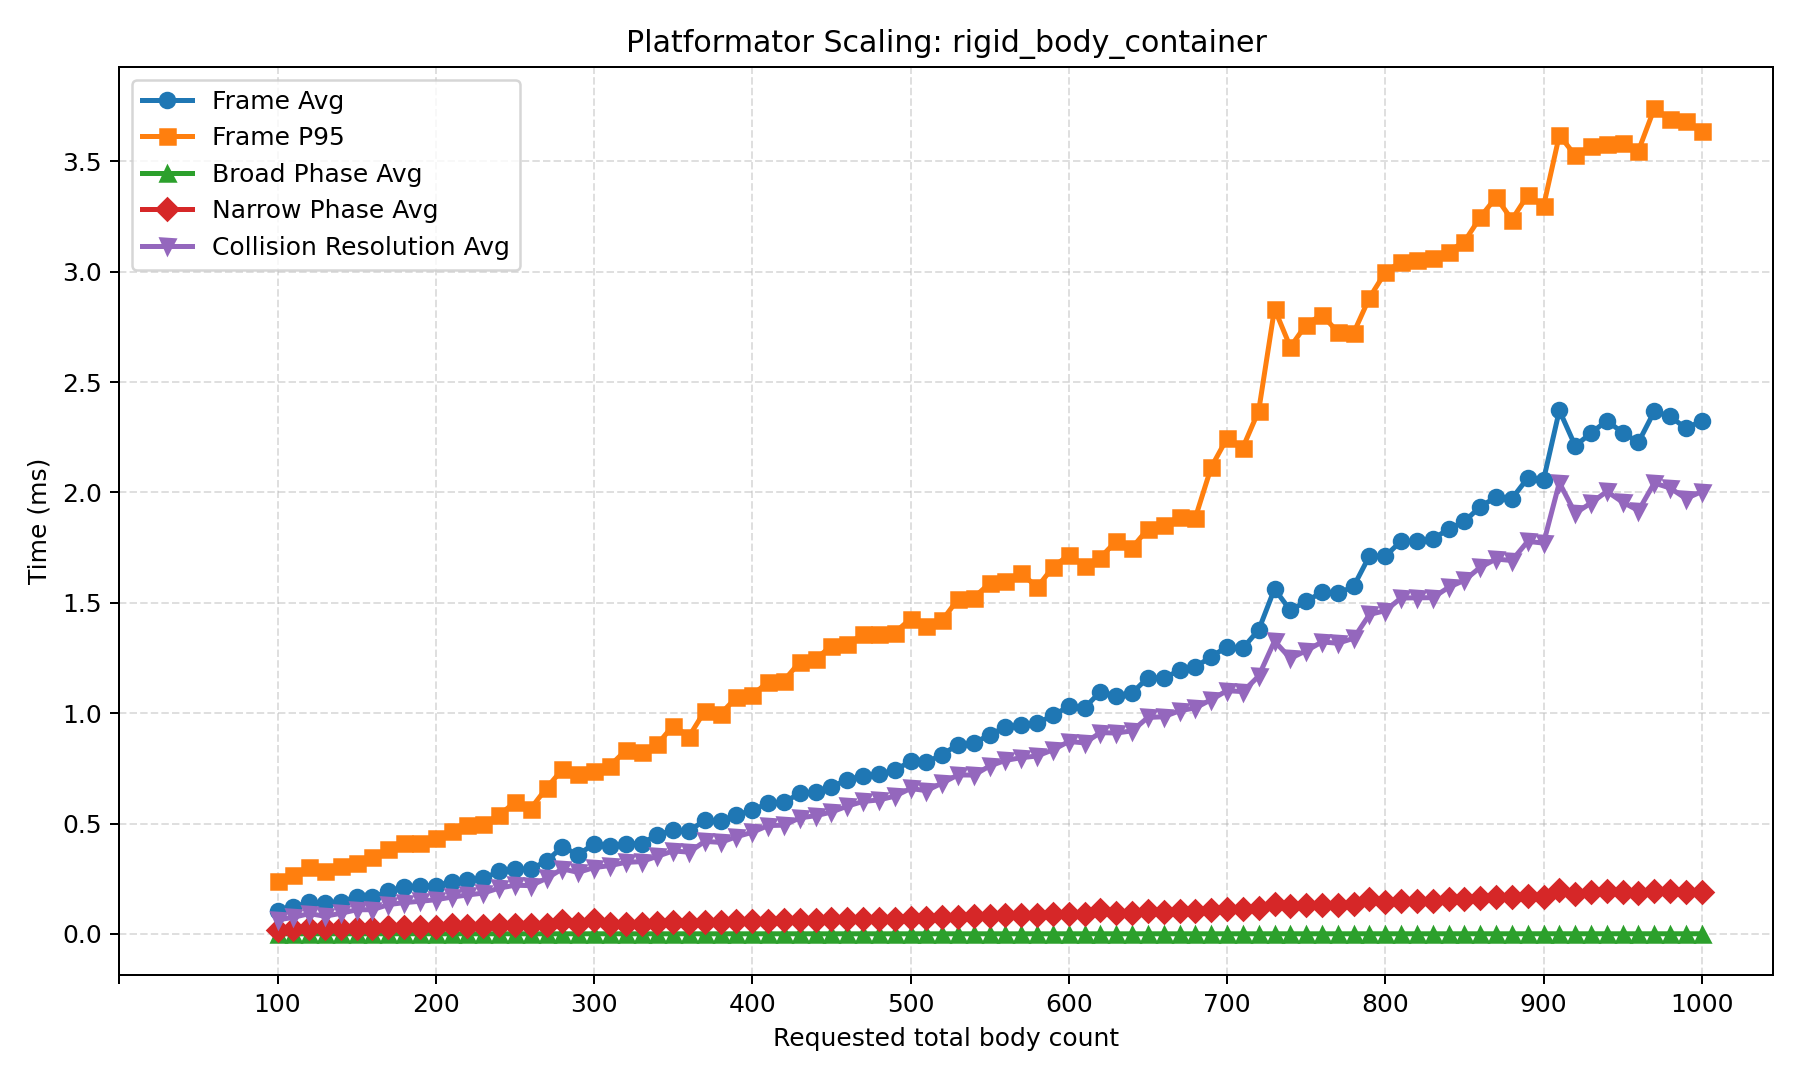 Platformator Scaling: rigid_body_container
Frame Avg
Frame P95
Broad Phase Avg
Narrow Phase Avg
Collision Resolution Avg
Time (ms)
3.5
3.0
2.5
2.0
1.5
1.0
0.5
0.0
100 200 300 400 500 600 700 800 900 1000
Requested total body count